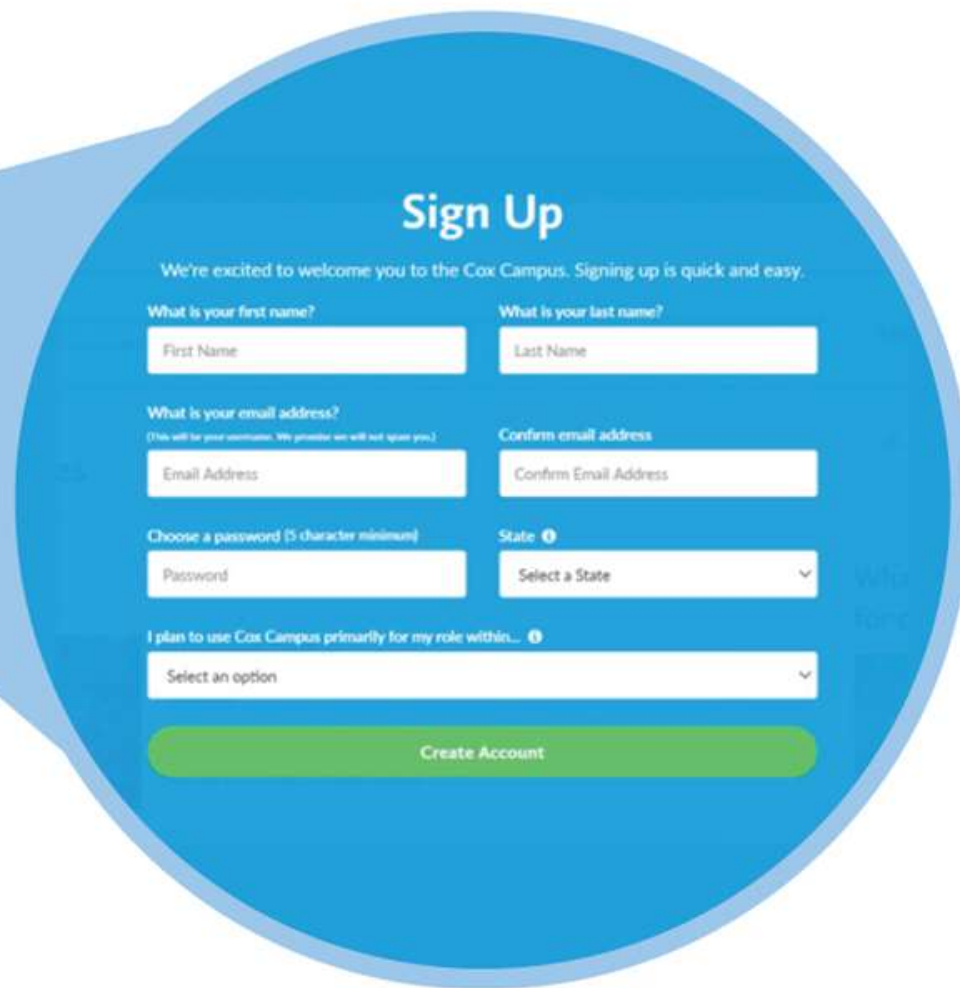 Sign Up
We're excited to welcome you to the Cox Campus. Signing up is quick and easy.
What is your first name?
What is your last name?
First Name
Last Name
What is your email address?
(This will be your username. We promise we will not spam you.)
Confirm email address
Email Address
Confirm Email Address
Choose a password (5 character minimum)
State
Password
Select a State
I plan to use Cox Campus primarily for my role within...
Select an option
Create Account